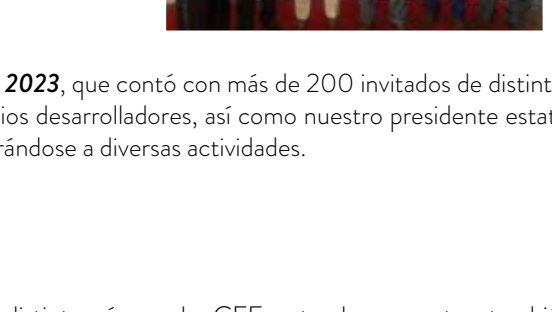 2023, que contó con más de 200 invitados de distint
ios desarrolladores, así como nuestro presidente estat
rándose a diversas actividades.